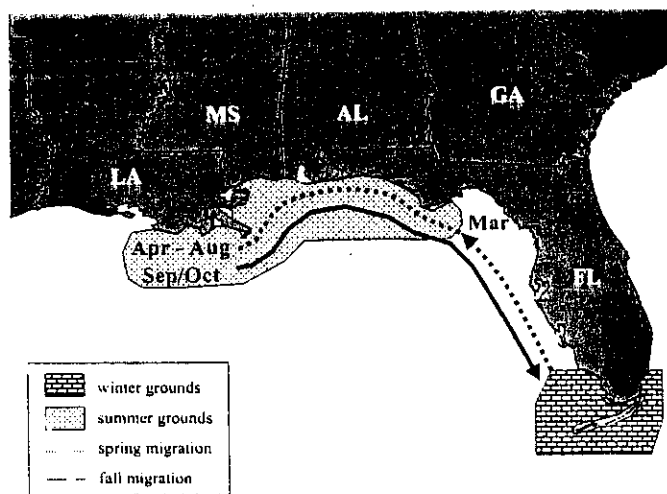 MS
AL
GA
LA
Mar
Apr - Aug
Sep/Oct
FL
winter grounds
summer grounds
spring migration
fall migration